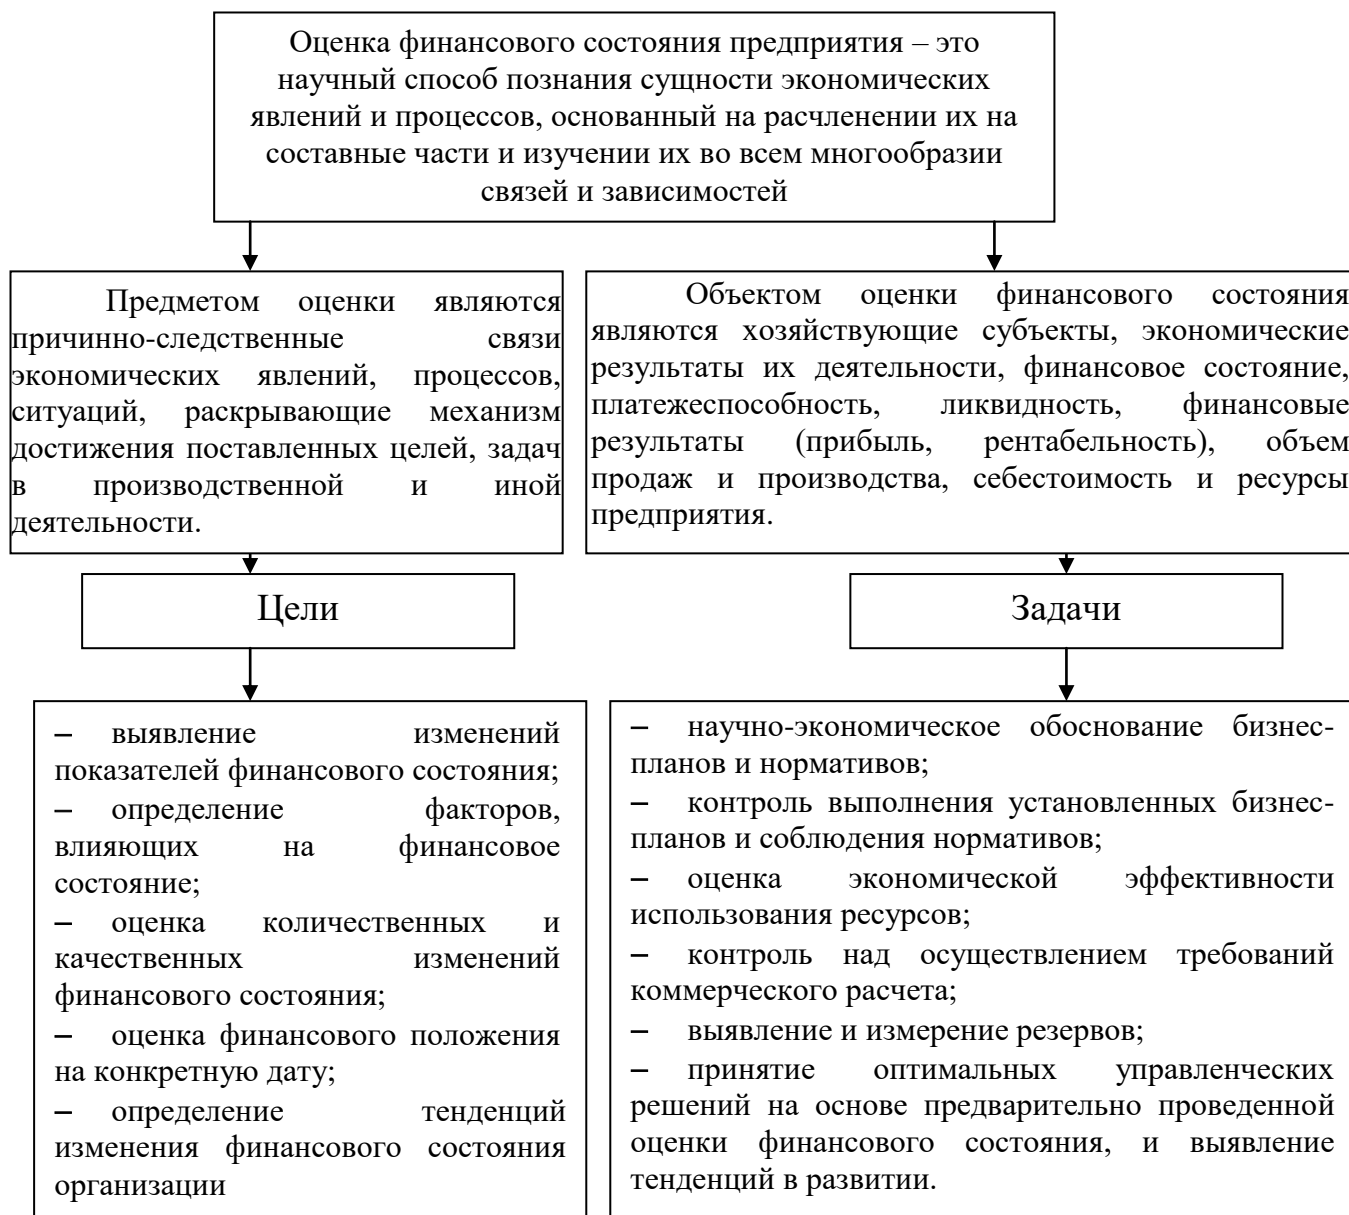 Оценка финансового состояния предприятия – это
научный способ познания сущности экономических
явлений и процессов, основанный на расчленении их на
составные части и изучении их во всем многообразии
связей и зависимостей
Предметом оценки являются
причинно-следственные связи
экономических явлений, процессов,
ситуаций, раскрывающие механизм
достижения поставленных целей, задач
в производственной и иной
деятельности.
Объектом оценки финансового состояния
являются хозяйствующие субъекты, экономические
результаты их деятельности, финансовое состояние,
платежеспособность, ликвидность, финансовые
результаты (прибыль, рентабельность), объем
продаж и производства, себестоимость и ресурсы
предприятия.
Цели
Задачи
– выявление изменений
показателей финансового состояния;
– определение факторов,
влияющих на финансовое
состояние;
– оценка количественных и
качественных изменений
финансового состояния;
– оценка финансового положения
на конкретную дату;
– определение тенденций
изменения финансового состояния
организации
– научно-экономическое обоснование бизнес-
планов и нормативов;
– контроль выполнения установленных бизнес-
планов и соблюдения нормативов;
– оценка экономической эффективности
использования ресурсов;
– контроль над осуществлением требований
коммерческого расчета;
– выявление и измерение резервов;
– принятие оптимальных управленческих
решений на основе предварительно проведенной
оценки финансового состояния, и выявление
тенденций в развитии.